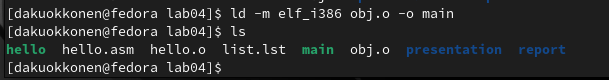 [dakuokkonen@fedora lab04]$ ld -m elf_i386 obj.o -o main
[dakuokkonen@fedora lab04]$ ls
hello hello.asm hello.o list.lst main obj.o presentation report
[dakuokkonen@fedora lab04]$